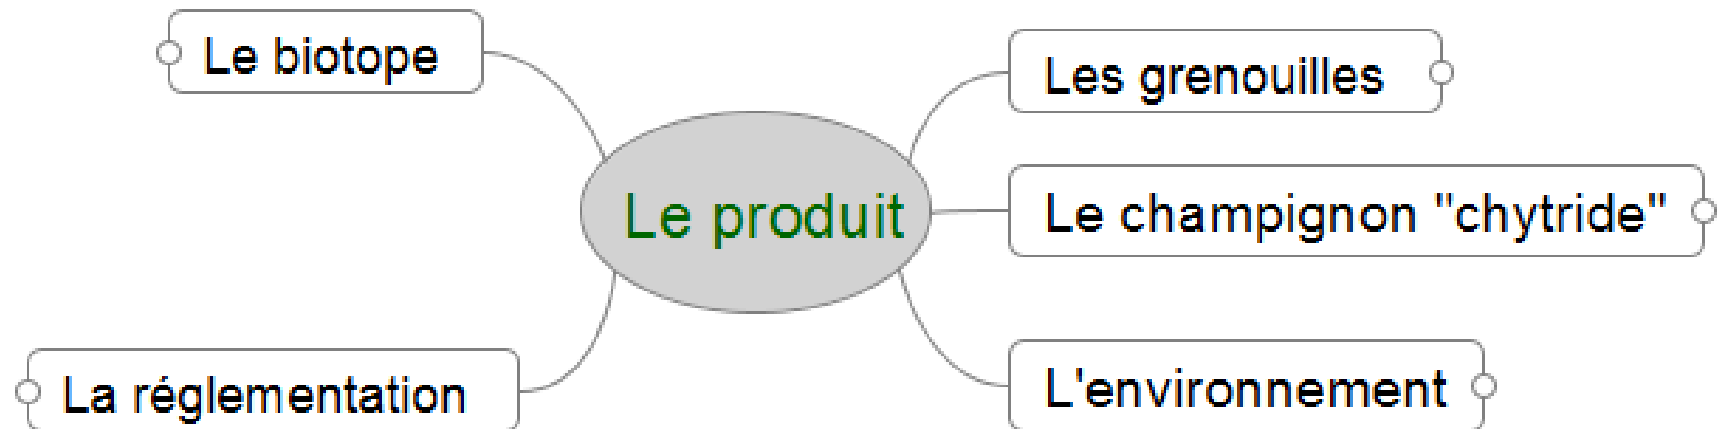 Le biotope
Les grenouilles
Le produit
Le champignon "chytride"
La réglementation
L'environnement